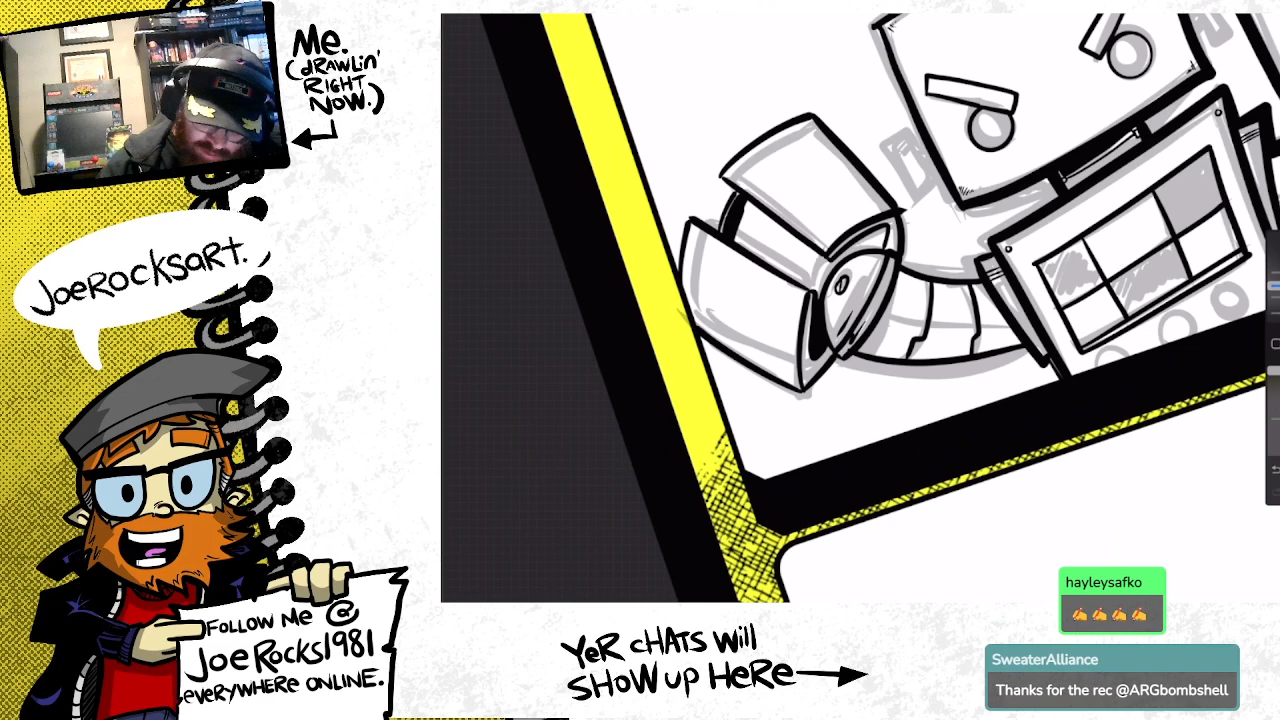 Me.
(dRAWLin'
RiGHT
NOW.)
JoeRocksaRt.
FoLLOW Me @
JoeRocks1981
eveRYWHeRe ONLiNE.
YeR cHATs Will
SHoW up HeRe
hayleysafko
SweaterAlliance
Thanks for the rec @ARGbombshell